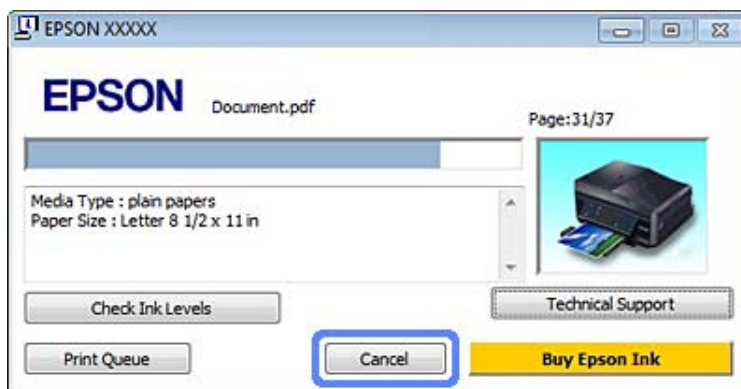 EPSON XXXXX
EPSON Document.pdf
Page:31/37
Media Type : plain papers
Paper Size : Letter 8 1/2 x 11 in
Check Ink Levels
Technical Support
Print Queue
Cancel
Buy Epson Ink